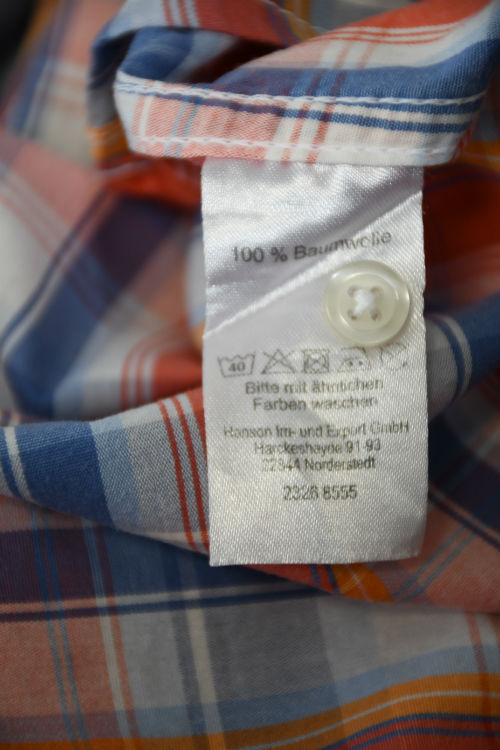 100 % Baumwolle
40
Bitte mit ähnlichen
Farben waschen
Hanson Im- und Export GmbH
Harckesheyde 91-93
22844 Norderstedt
2326 8555